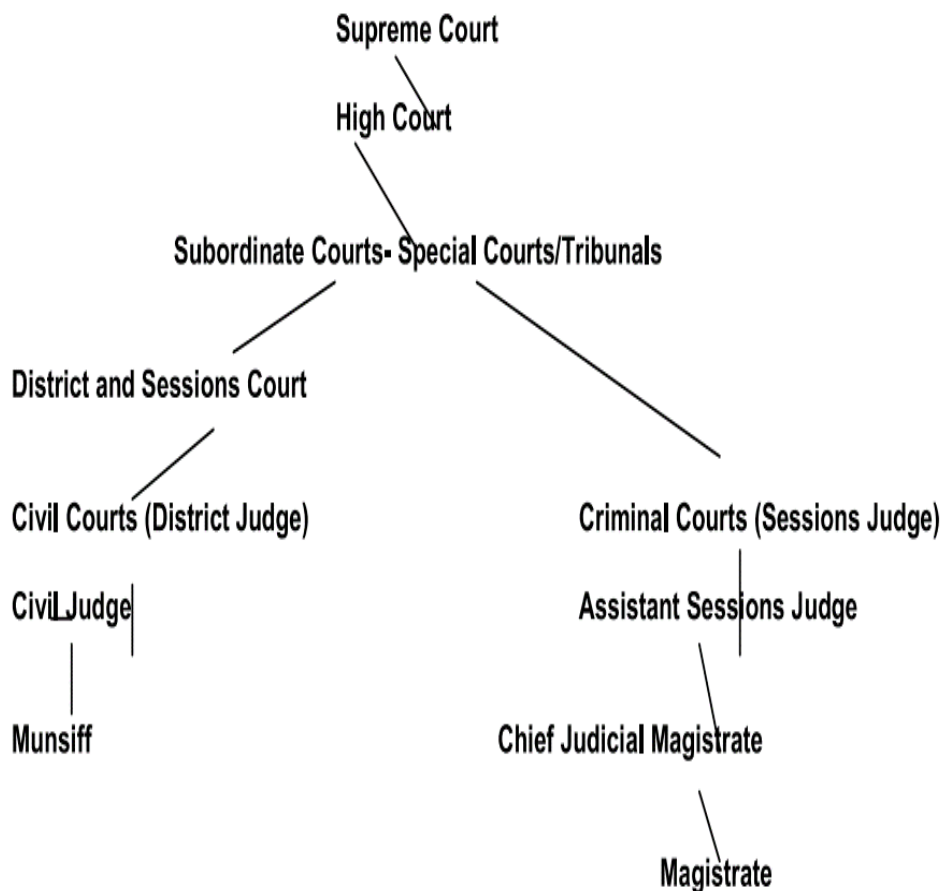 Supreme Court
High Court
Subordinate Courts- Special Courts/Tribunals
District and Sessions Court
Civil Courts (District Judge)
Criminal Courts (Sessions Judge)
Civil Judge
Assistant Sessions Judge
Munsiff
Chief Judicial Magistrate
Magistrate